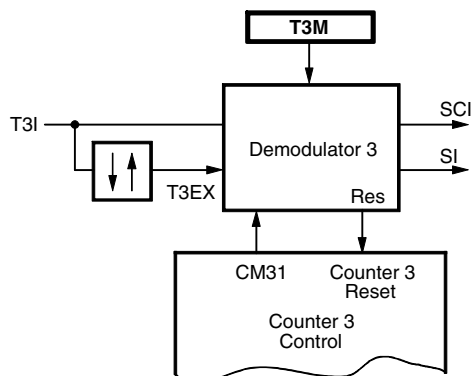 T3M
T3I
SCI
Demodulator 3
SI
T3EX
Res
CM31
Counter 3
Reset
Counter 3
Control